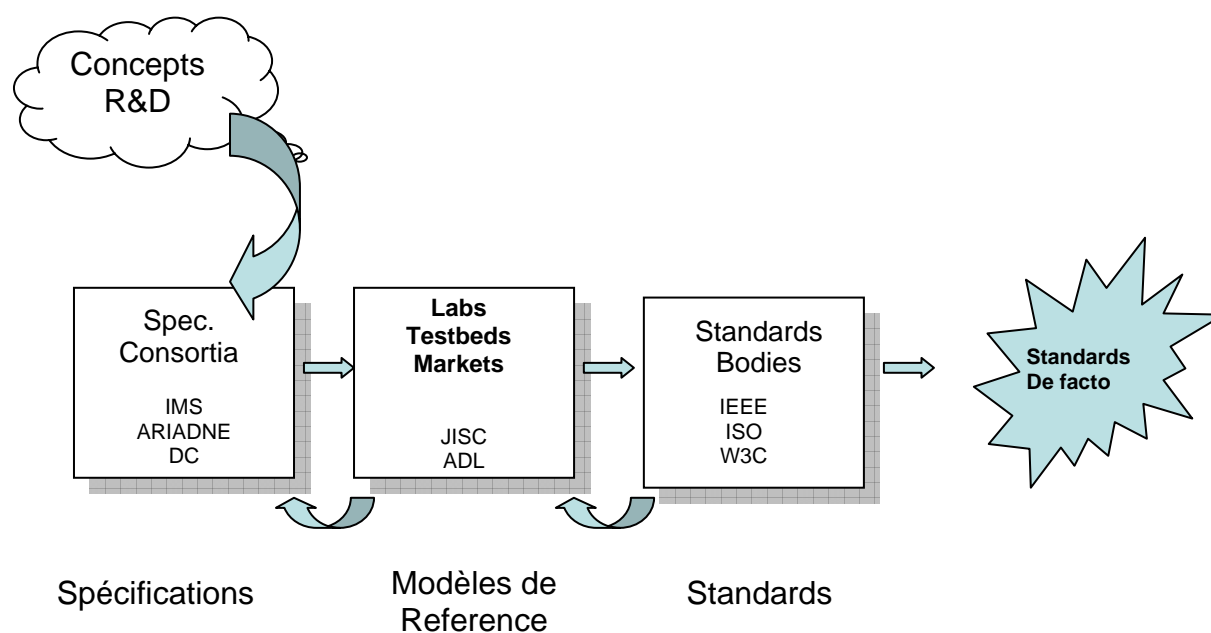 Concepts
R&D
Spec.
Consortia
IMS
ARIADNE
DC
Labs
Testbeds
Markets
JISC
ADL
Standards
Bodies
IEEE
ISO
W3C
Standards
De facto
Spécifications
Modèles de
Reference
Standards